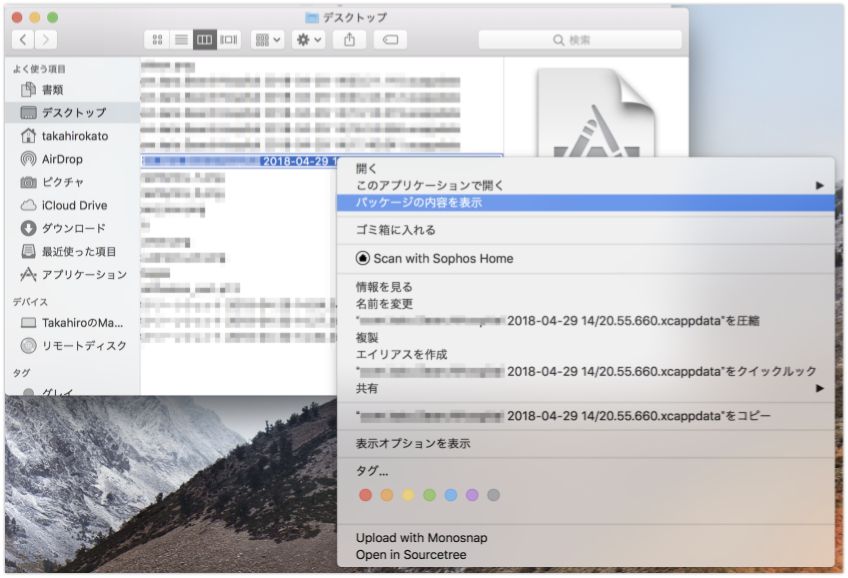 デスクトップ
検索
よく使う項目
書類
デスクトップ
takahirokato
AirDrop
ピクチャ
iCloud Drive
ダウンロード
最近使った項目
アプリケーション
デバイス
TakahiroのMa...
リモートディスク
タグ
グレイ
2018-04-29 1
開く
このアプリケーションで開く
パッケージの内容を表示
ゴミ箱に入れる
Scan with Sophos Home
情報を見る
名前を変更
" 2018-04-29 14/20.55.660.xcappdata"を圧縮
複製
エイリアスを作成
" 2018-04-29 14/20.55.660.xcappdata"をクイックルック
共有
" 2018-04-29 14/20.55.660.xcappdata"をコピー
表示オプションを表示
タグ...
Upload with Monosnap
Open in Sourcetree